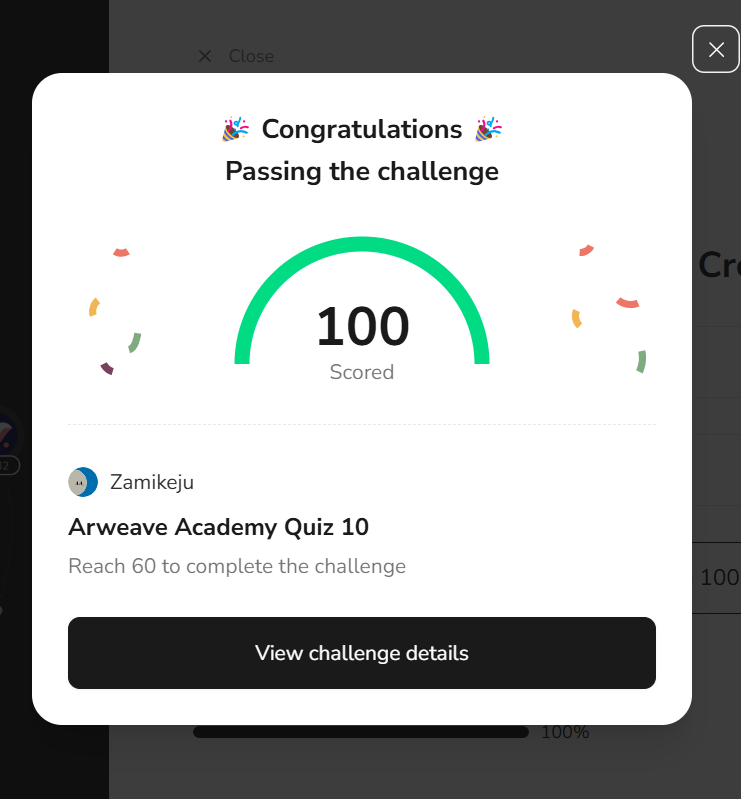 Close
Congratulations
Passing the challenge
100
Scored
Zamikeju
Arweave Academy Quiz 10
Reach 60 to complete the challenge
View challenge details
100
100%